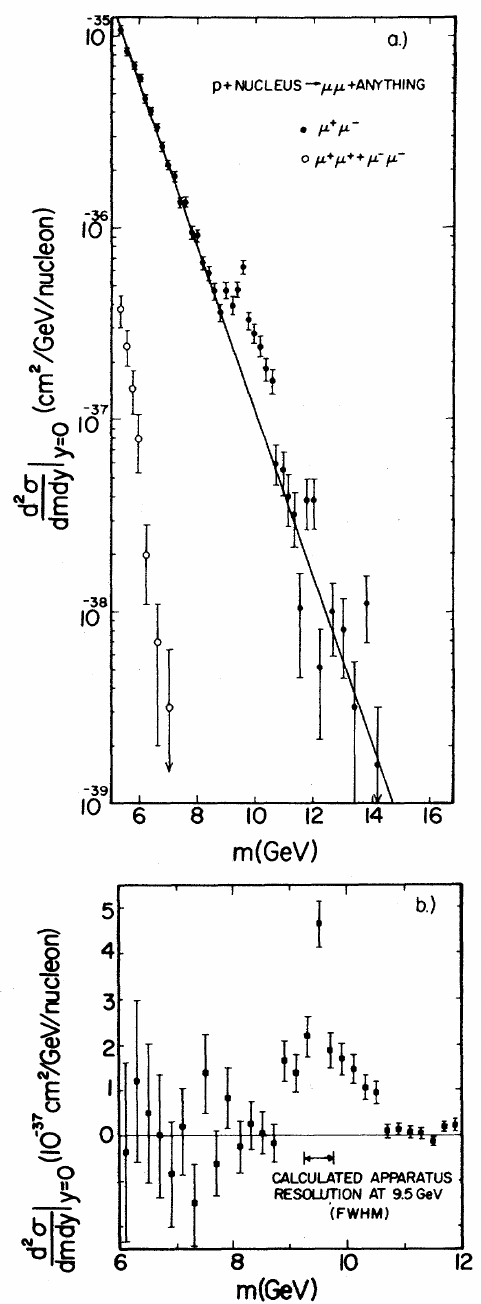 a.)
p+NUCLEUS→μμ+ANYTHING
● μ⁺μ⁻
○ μ⁺μ⁺+μ⁻μ⁻
10⁻³⁵
10⁻³⁶
10⁻³⁷
10⁻³⁸
10⁻³⁹
d²σ/dmdy|y=0 (cm²/GeV/nucleon)
6 8 10 12 14 16
m(GeV)
b.)
5
4
3
2
1
0
d²σ/dmdy|y=0 (10⁻³⁷cm²/GeV/nucleon)
CALCULATED APPARATUS
RESOLUTION AT 9.5 GeV
(FWHM)
6 8 10 12
m(GeV)